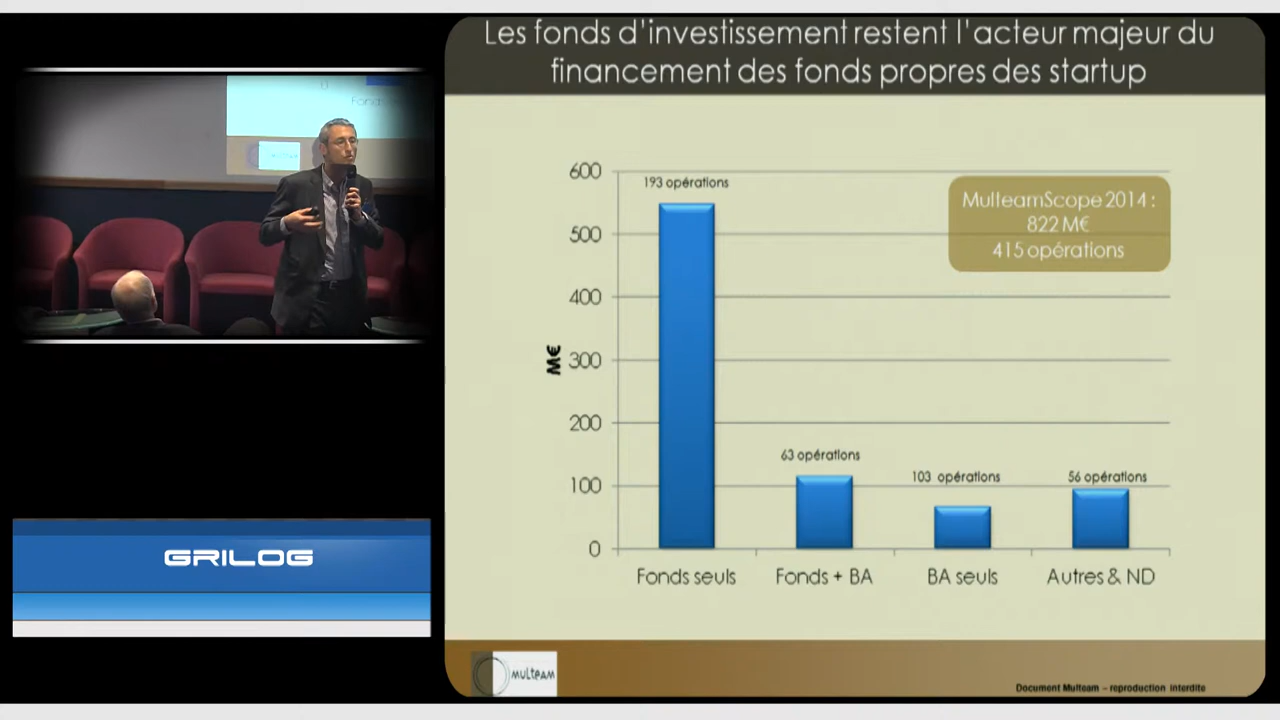 Les fonds d'investissement restent l'acteur majeur du
financement des fonds propres des startup
600
500
400
300
200
100
0
M€
193 opérations
63 opérations
103 opérations
56 opérations
MulteamScope 2014 :
822 M€
415 opérations
Fonds seuls
Fonds + BA
BA seuls
Autres & ND
multeam
Document Multeam – reproduction interdite
Fonds
GRILOG